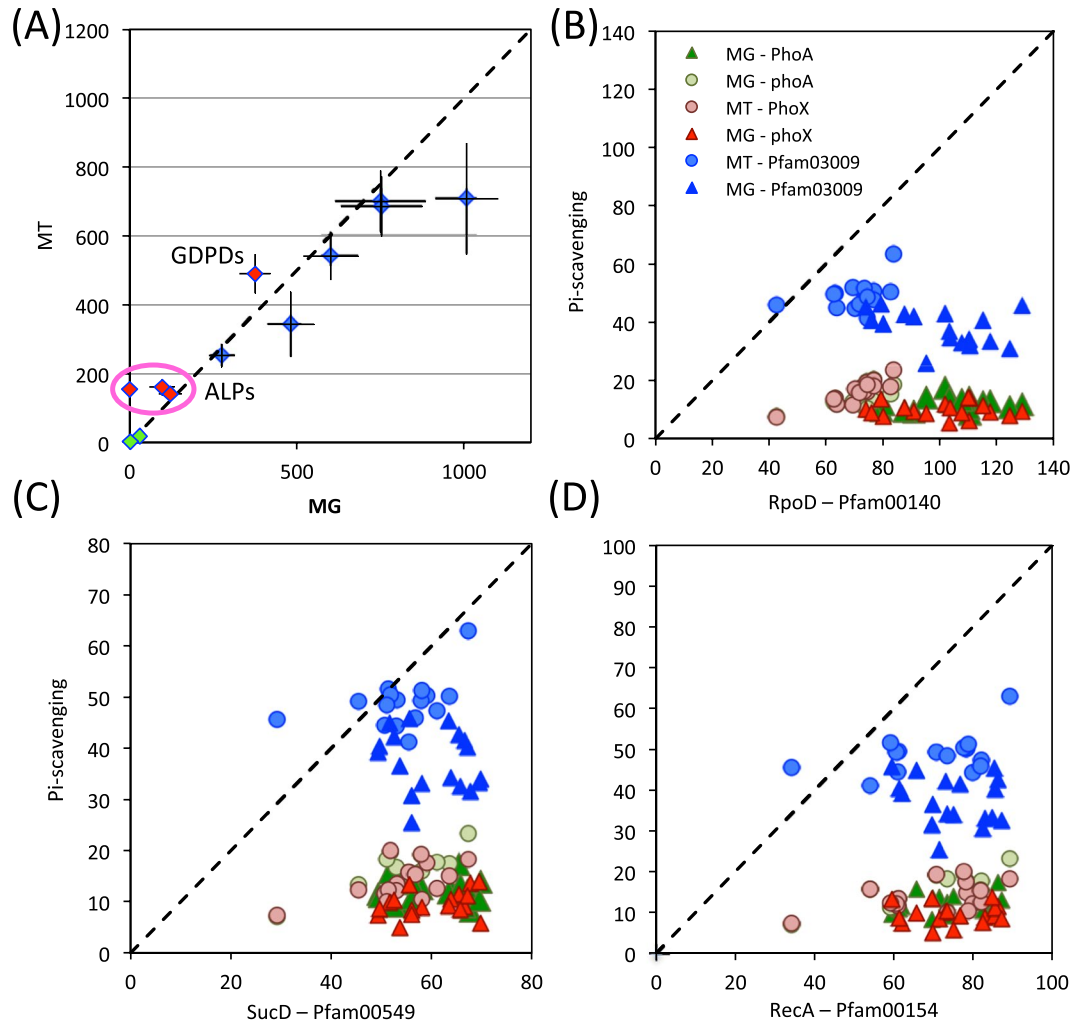 (A)
1200
1000
800
600
400
200
0
MT
GDPDs
ALPs
0
500
1000
MG
(B)
140
120
100
80
60
40
20
0
Pi-scavenging
MG - PhoA
MG - phoA
MT - PhoX
MG - phoX
MT - Pfam03009
MG - Pfam03009
0 20 40 60 80 100 120 140
RpoD – Pfam00140
(C)
80
70
60
50
40
30
20
10
0
Pi-scavenging
0 20 40 60 80
SucD – Pfam00549
(D)
100
90
80
70
60
50
40
30
20
10
0
0 20 40 60 80 100
RecA – Pfam00154